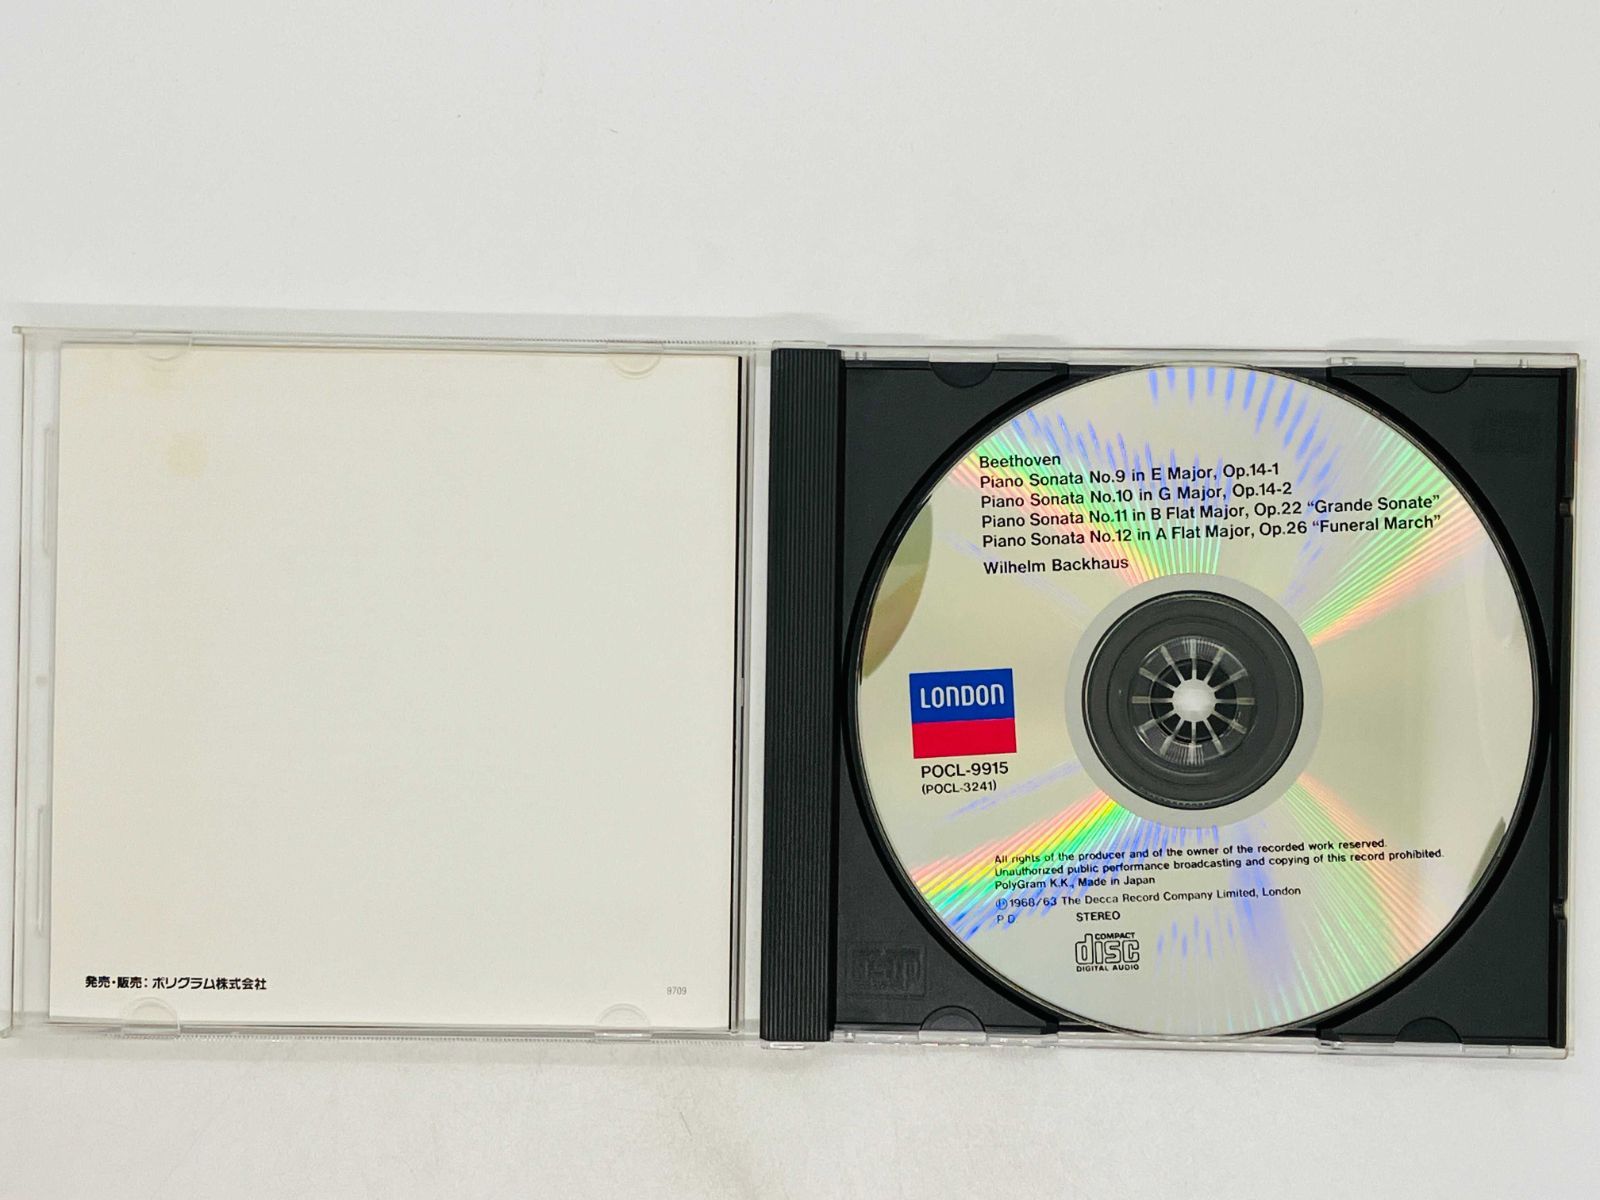 発売・販売：ポリグラム株式会社
9709
Beethoven
Piano Sonata No.9 in E Major, Op.14-1
Piano Sonata No.10 in G Major, Op.14-2
Piano Sonata No.11 in B Flat Major, Op.22 “Grande Sonate”
Piano Sonata No.12 in A Flat Major, Op.26 “Funeral March”
Wilhelm Backhaus
LONDON
POCL-9915
(POCL-3241)
All rights of the producer and of the owner of the recorded work reserved.
Unauthorized public performance broadcasting and copying of this record prohibited.
PolyGram K.K., Made in Japan
Ⓟ1968/63 The Decca Record Company Limited, London
P.D. STEREO
COMPACT
disc
DIGITAL AUDIO